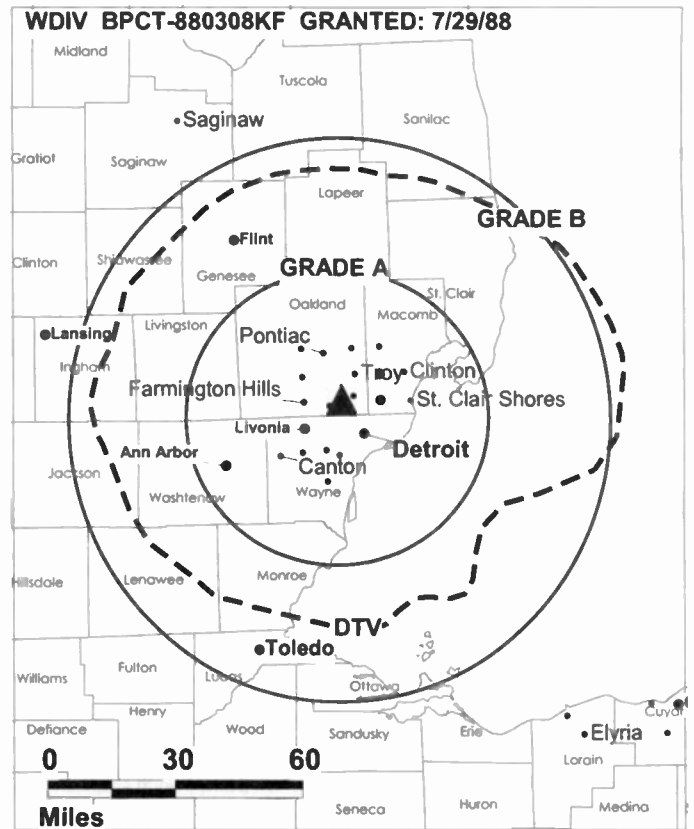 WDIV BPCT-880308KF GRANTED: 7/29/88
Midland
Tuscola
Saginaw
Sanilac
Gratiot
Saginaw
Lapeer
GRADE B
Flint
Clinton
Shiawassee
Genesee
GRADE A
St. Clair
Oakland
Macomb
Livingston
Lansing
Pontiac
Ingham
Troy
Clinton
Farmington Hills
St. Clair Shores
Livonia
Detroit
Ann Arbor
Canton
Jackson
Washtenaw
Wayne
Hillsdale
Lenawee
Monroe
DTV
Toledo
Williams
Fulton
Lucas
Ottawa
Henry
Defiance
Wood
Sandusky
Erie
Elyria
Lorain
0 30 60
Miles
Seneca
Huron
Medina